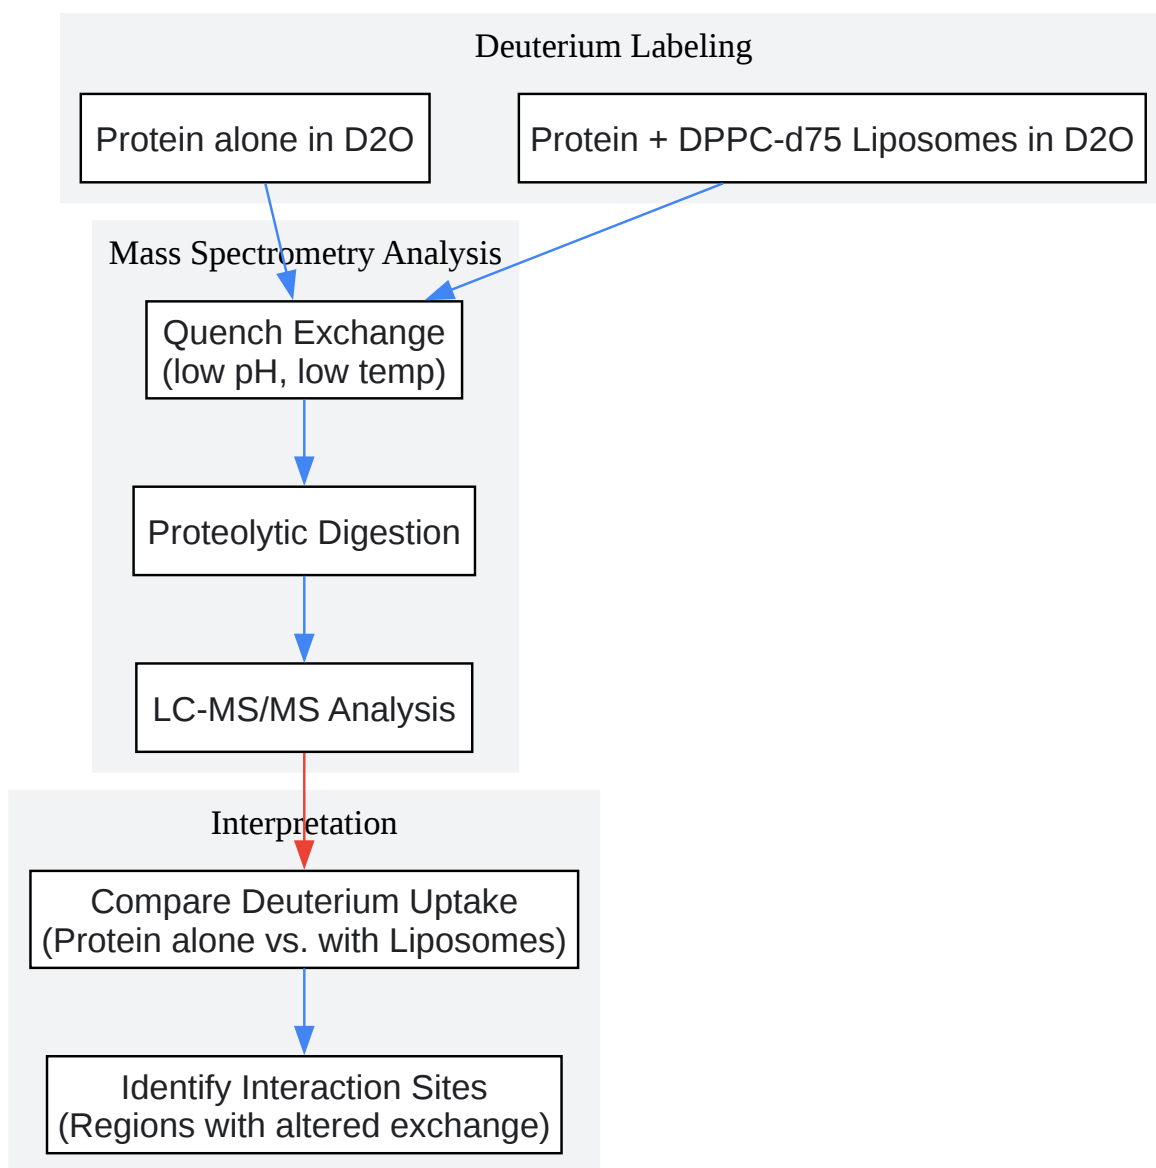 Deuterium Labeling
Protein alone in D2O
Protein + DPPC-d75 Liposomes in D2O
Mass Spectrometry Analysis
Quench Exchange
(low pH, low temp)
Proteolytic Digestion
LC-MS/MS Analysis
Interpretation
Compare Deuterium Uptake
(Protein alone vs. with Liposomes)
Identify Interaction Sites
(Regions with altered exchange)